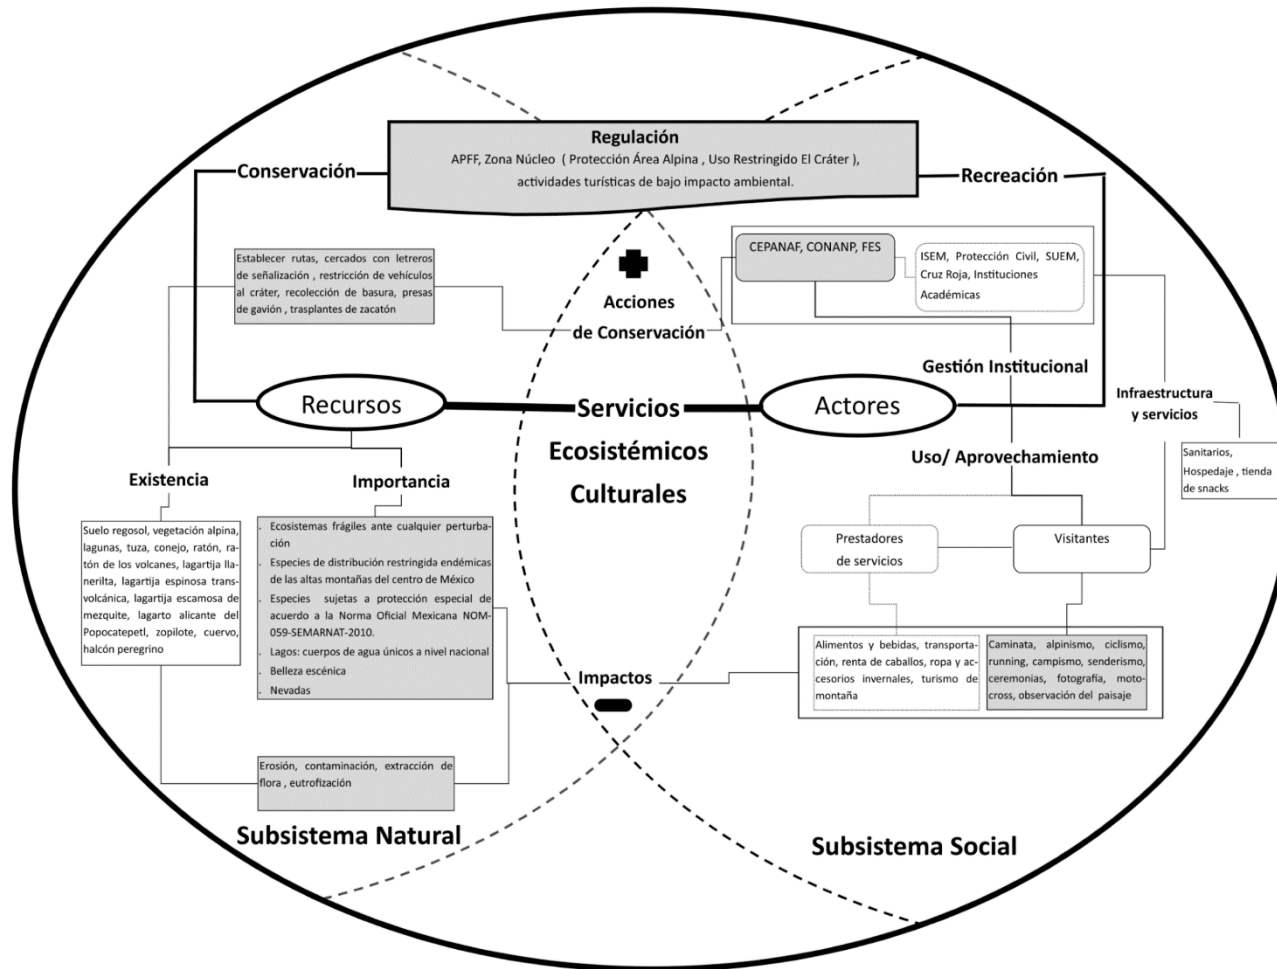 Regulación
APFF, Zona Núcleo ( Protección Área Alpina , Uso Restringido El Cráter ),
actividades turísticas de bajo impacto ambiental.
Conservación
Recreación
Establecer rutas, cercados con letreros
de señalización , restricción de vehículos
al cráter, recolección de basura, presas
de gavión , trasplantes de zacatón
Acciones
de Conservación
CEPANAF, CONANP, FES
ISEM, Protección Civil, SUEM,
Cruz Roja, Instituciones
Académicas
Gestión Institucional
Infraestructura
y servicios
Sanitarios,
Hospedaje , tienda
de snacks
Recursos
Servicios
Ecosistémicos
Culturales
Actores
Uso/ Aprovechamiento
Existencia
Importancia
Suelo regosol, vegetación alpina,
lagunas, tuza, conejo, ratón, ra-
tón de los volcanes, lagartija lla-
nerilta, lagartija espinosa trans-
volcánica, lagartija escamosa de
mezquite, lagarto alicante del
Popocatepetl, zopilote, cuervo,
halcón peregrino
. Ecosistemas frágiles ante cualquier perturba-
ción
. Especies de distribución restringida endémicas
de las altas montañas del centro de México
. Especies sujetas a protección especial de
acuerdo a la Norma Oficial Mexicana NOM-
059-SEMARNAT-2010.
. Lagos: cuerpos de agua únicos a nivel nacional
. Belleza escénica
. Nevadas
Prestadores
de servicios
Visitantes
Impactos
Alimentos y bebidas, transporta-
ción, renta de caballos, ropa y ac-
cesorios invernales, turismo de
montaña
Caminata, alpinismo, ciclismo,
running, campismo, senderismo,
ceremonias, fotografía, moto-
cross, observación del paisaje
Erosión, contaminación, extracción de
flora , eutrofización
Subsistema Natural
Subsistema Social